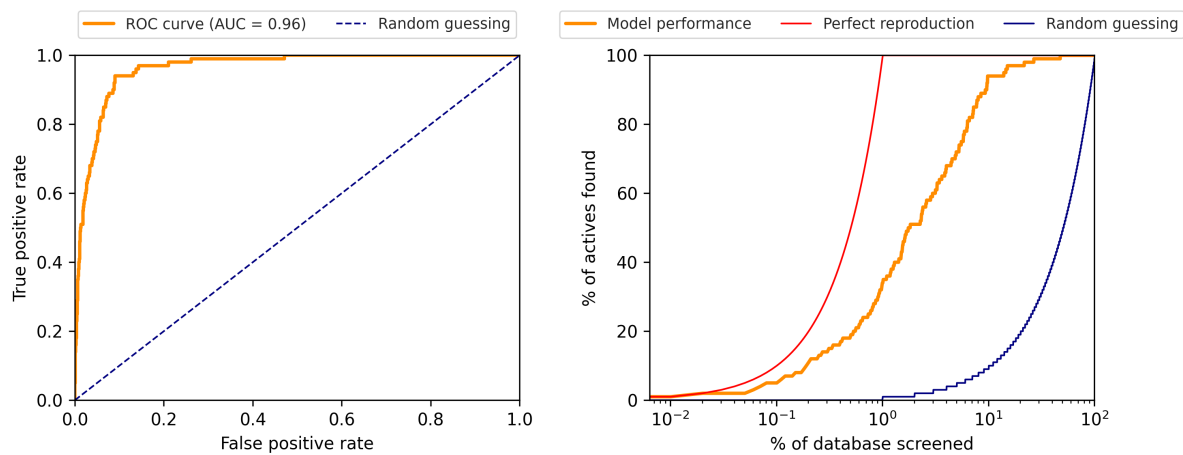 ROC curve (AUC = 0.96) Random guessing
1.0
0.8
0.6
0.4
0.2
0.0
True positive rate
0.0 0.2 0.4 0.6 0.8 1.0
False positive rate
Model performance Perfect reproduction Random guessing
100
80
60
40
20
0
% of actives found
10⁻² 10⁻¹ 10⁰ 10¹ 10²
% of database screened